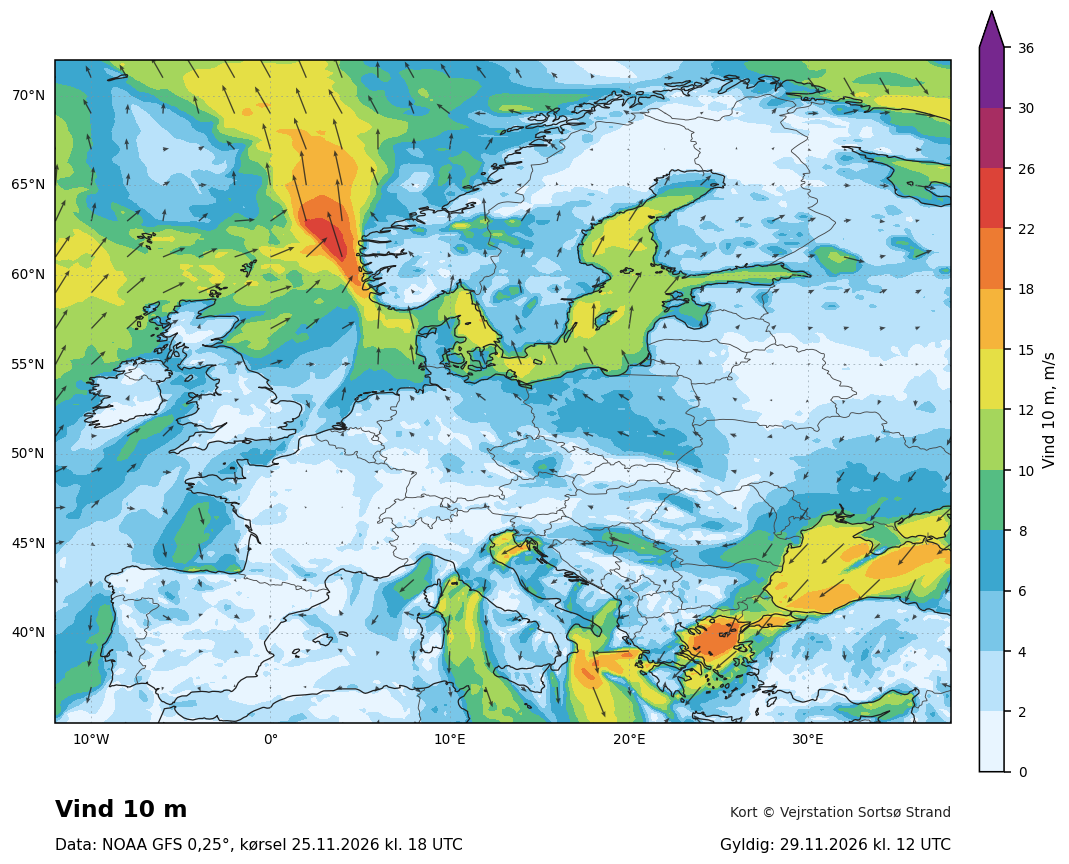 36
30
26
22
18
15
12
10
8
6
4
2
0
Vind 10 m, m/s
70°N
65°N
60°N
55°N
50°N
45°N
40°N
10°W
0°
10°E
20°E
30°E
Vind 10 m
Kort © Vejrstation Sortsø Strand
Data: NOAA GFS 0,25°, kørsel 25.11.2026 kl. 18 UTC
Gyldig: 29.11.2026 kl. 12 UTC